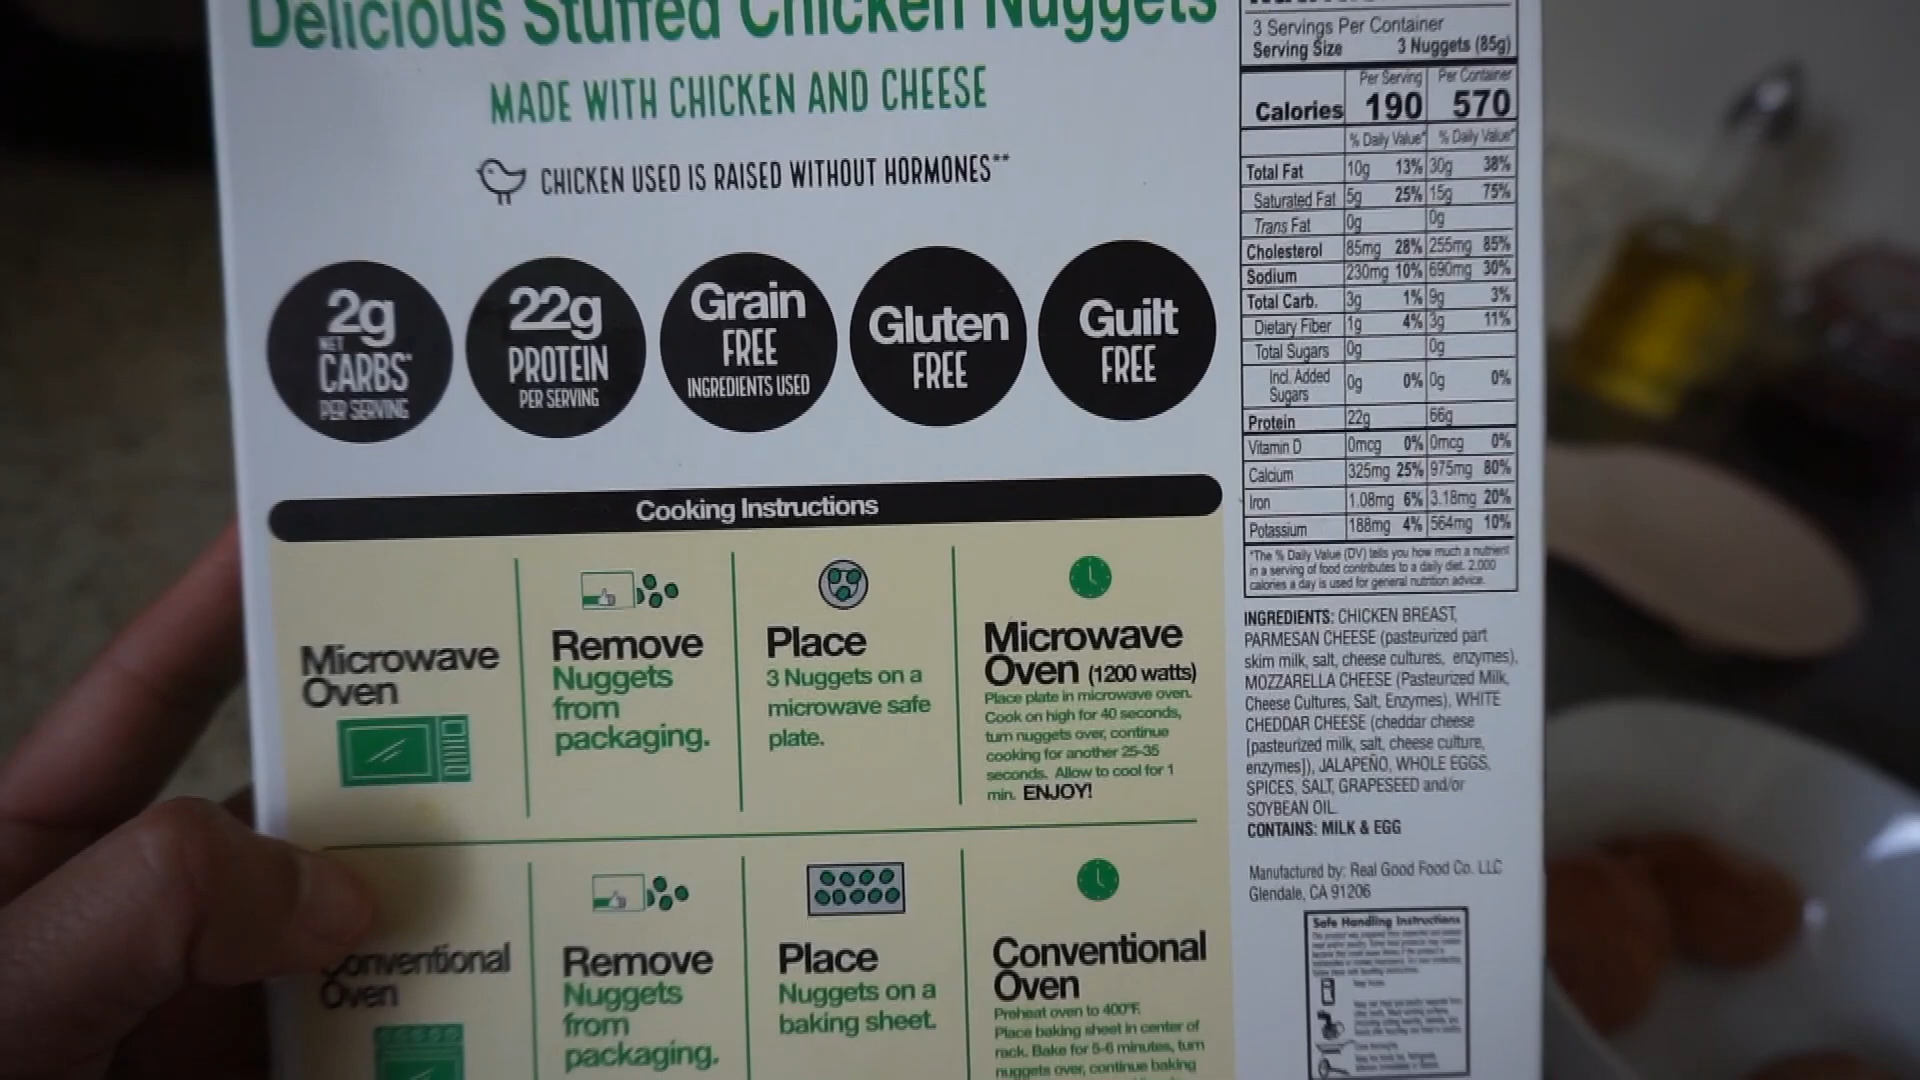 Delicious Stuffed Chicken Nuggets
MADE WITH CHICKEN AND CHEESE
CHICKEN USED IS RAISED WITHOUT HORMONES**
2g
NET
CARBS*
PER SERVING
22g
PROTEIN
PER SERVING
Grain
FREE
INGREDIENTS USED
Gluten
FREE
Guilt
FREE
Cooking Instructions
Microwave
Oven
Remove
Nuggets
from
packaging.
Place
3 Nuggets on a
microwave safe
plate.
Microwave
Oven (1200 watts)
Place plate in microwave oven.
Cook on high for 40 seconds,
turn nuggets over, continue
cooking for another 25-35
seconds. Allow to cool for 1
min. ENJOY!
Conventional
Oven
Remove
Nuggets
from
packaging.
Place
Nuggets on a
baking sheet.
Conventional
Oven
Preheat oven to 400°F.
Place baking sheet in center of
rack. Bake for 5-6 minutes, turn
nuggets over, continue baking
3 Servings Per Container
Serving Size 3 Nuggets (85g)
Per Serving Per Container
Calories 190 570
% Daily Value* % Daily Value*
Total Fat 10g 13% 30g 38%
Saturated Fat 5g 25% 15g 75%
Trans Fat 0g 0g
Cholesterol 85mg 28% 255mg 85%
Sodium 230mg 10% 690mg 30%
Total Carb. 3g 1% 9g 3%
Dietary Fiber 1g 4% 3g 11%
Total Sugars 0g 0g
Incl. Added
Sugars 0g 0% 0g 0%
Protein 22g 66g
Vitamin D 0mcg 0% 0mcg 0%
Calcium 325mg 25% 975mg 80%
Iron 1.08mg 6% 3.18mg 20%
Potassium 188mg 4% 564mg 10%
*The % Daily Value (DV) tells you how much a nutrient
in a serving of food contributes to a daily diet. 2,000
calories a day is used for general nutrition advice.
INGREDIENTS: CHICKEN BREAST,
PARMESAN CHEESE (pasteurized part
skim milk, salt, cheese cultures, enzymes),
MOZZARELLA CHEESE (Pasteurized Milk,
Cheese Cultures, Salt, Enzymes), WHITE
CHEDDAR CHEESE (cheddar cheese
[pasteurized milk, salt, cheese culture,
enzymes]), JALAPEÑO, WHOLE EGGS,
SPICES, SALT, GRAPESEED and/or
SOYBEAN OIL.
CONTAINS: MILK & EGG
Manufactured by: Real Good Food Co. LLC
Glendale, CA 91206
Safe Handling Instructions